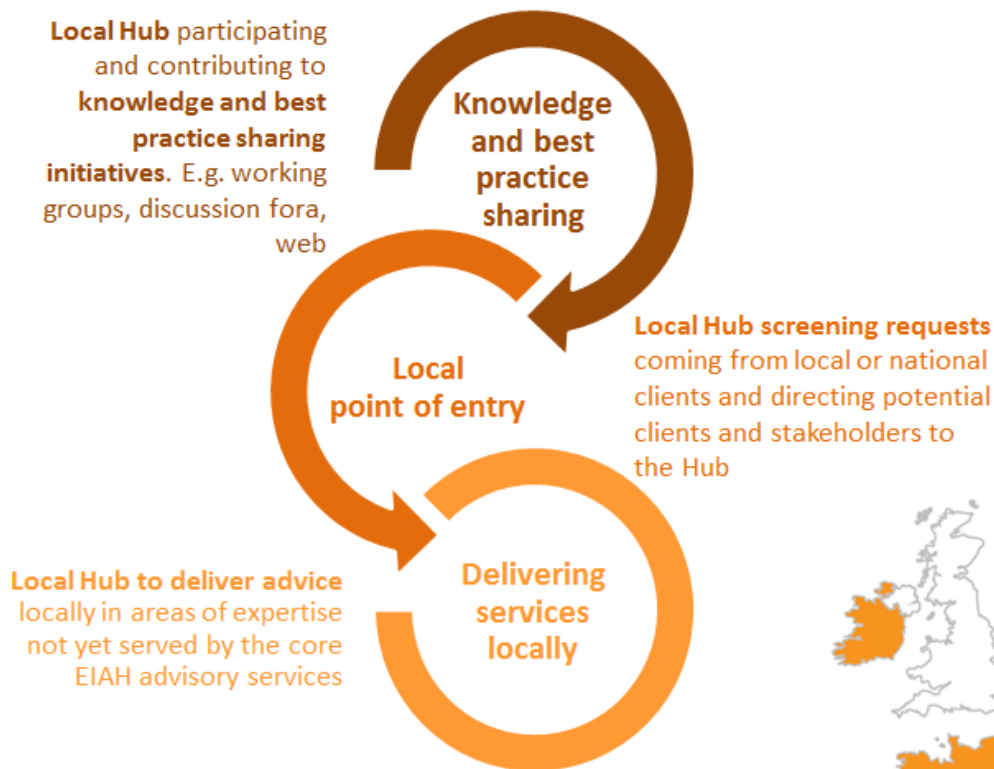 Local Hub participating
and contributing to
knowledge and best
practice sharing
initiatives. E.g. working
groups, discussion fora,
web
Knowledge
and best
practice
sharing
Local Hub screening requests
coming from local or national
clients and directing potential
clients and stakeholders to
the Hub
Local
point of entry
Local Hub to deliver advice
locally in areas of expertise
not yet served by the core
EIAH advisory services
Delivering
services
locally